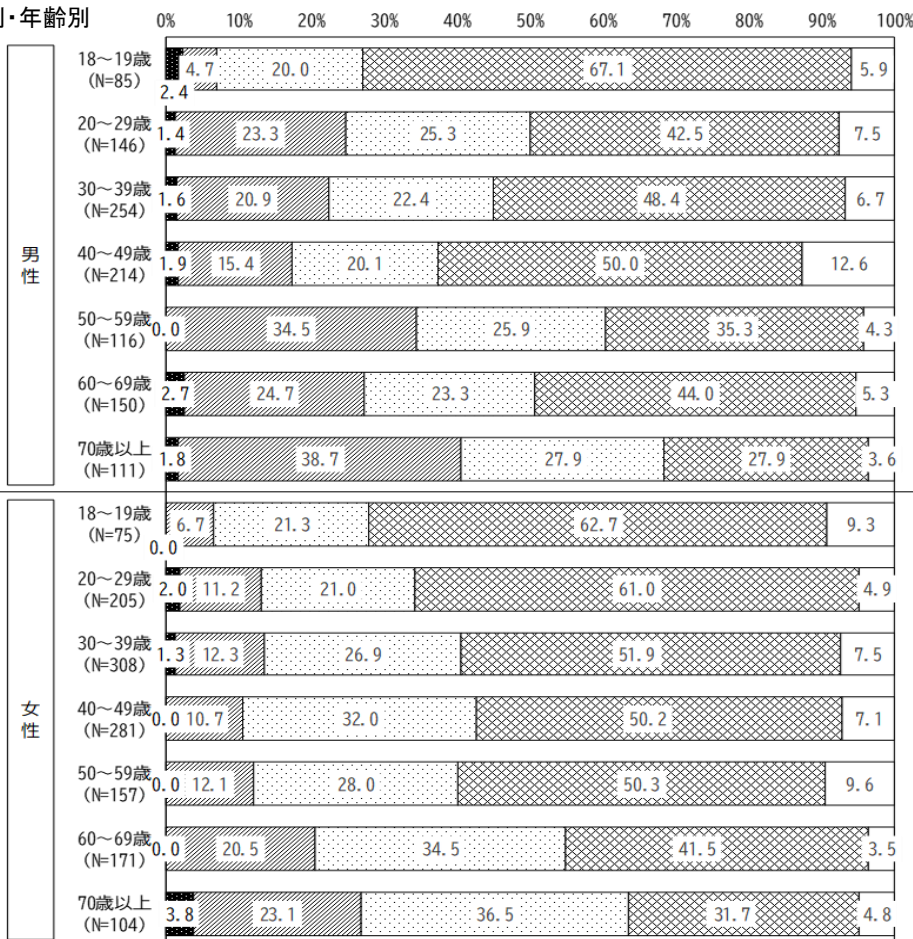 ・年齢別
0% 10% 20% 30% 40% 50% 60% 70% 80% 90% 100%
男性
18～19歳 (N=85) 2.4 4.7 20.0 67.1 5.9
20～29歳 (N=146) 1.4 23.3 25.3 42.5 7.5
30～39歳 (N=254) 1.6 20.9 22.4 48.4 6.7
40～49歳 (N=214) 1.9 15.4 20.1 50.0 12.6
50～59歳 (N=116) 0.0 34.5 25.9 35.3 4.3
60～69歳 (N=150) 2.7 24.7 23.3 44.0 5.3
70歳以上 (N=111) 1.8 38.7 27.9 27.9 3.6
女性
18～19歳 (N=75) 0.0 6.7 21.3 62.7 9.3
20～29歳 (N=205) 2.0 11.2 21.0 61.0 4.9
30～39歳 (N=308) 1.3 12.3 26.9 51.9 7.5
40～49歳 (N=281) 0.0 10.7 32.0 50.2 7.1
50～59歳 (N=157) 0.0 12.1 28.0 50.3 9.6
60～69歳 (N=171) 0.0 20.5 34.5 41.5 3.5
70歳以上 (N=104) 3.8 23.1 36.5 31.7 4.8